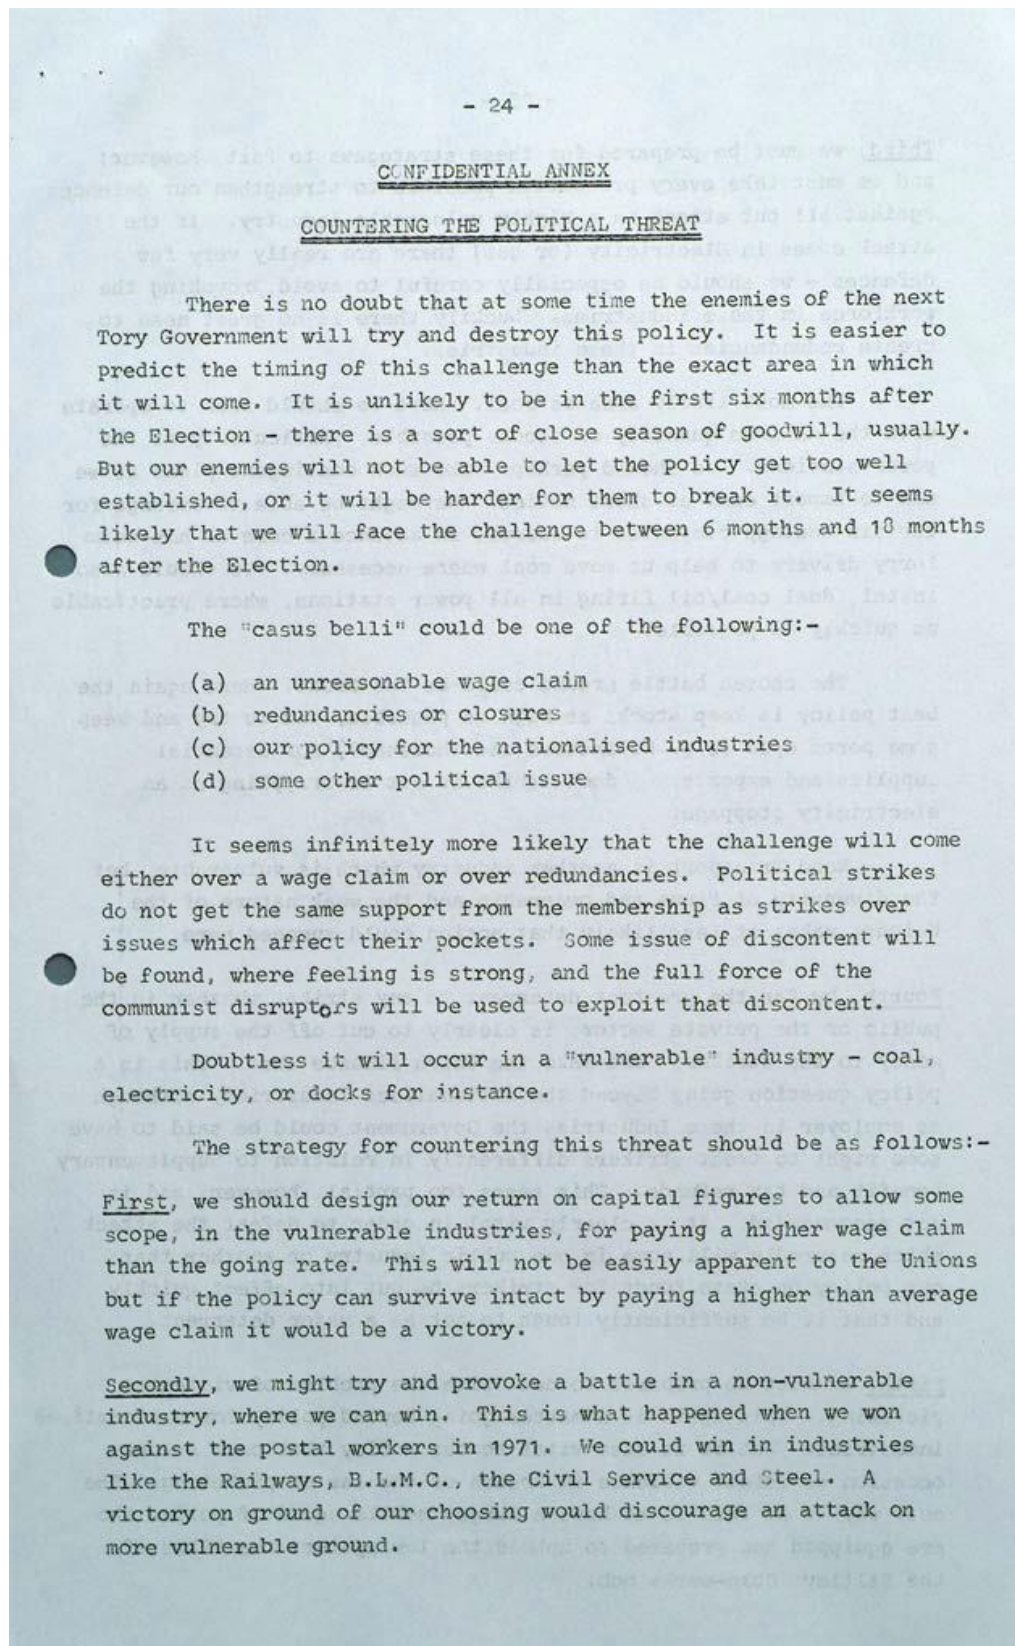 - 24 -
CONFIDENTIAL ANNEX
COUNTERING THE POLITICAL THREAT
There is no doubt that at some time the enemies of the next
Tory Government will try and destroy this policy. It is easier to
predict the timing of this challenge than the exact area in which
it will come. It is unlikely to be in the first six months after
the Election - there is a sort of close season of goodwill, usually.
But our enemies will not be able to let the policy get too well
established, or it will be harder for them to break it. It seems
likely that we will face the challenge between 6 months and 18 months
after the Election.
The "casus belli" could be one of the following:-
(a) an unreasonable wage claim
(b) redundancies or closures
(c) our policy for the nationalised industries
(d) some other political issue
It seems infinitely more likely that the challenge will come
either over a wage claim or over redundancies. Political strikes
do not get the same support from the membership as strikes over
issues which affect their pockets. Some issue of discontent will
be found, where feeling is strong, and the full force of the
communist disruptors will be used to exploit that discontent.
Doubtless it will occur in a "vulnerable" industry - coal,
electricity, or docks for instance.
The strategy for countering this threat should be as follows:-
First, we should design our return on capital figures to allow some
scope, in the vulnerable industries, for paying a higher wage claim
than the going rate. This will not be easily apparent to the Unions
but if the policy can survive intact by paying a higher than average
wage claim it would be a victory.
Secondly, we might try and provoke a battle in a non-vulnerable
industry, where we can win. This is what happened when we won
against the postal workers in 1971. We could win in industries
like the Railways, B.L.M.C., the Civil Service and Steel. A
victory on ground of our choosing would discourage an attack on
more vulnerable ground.